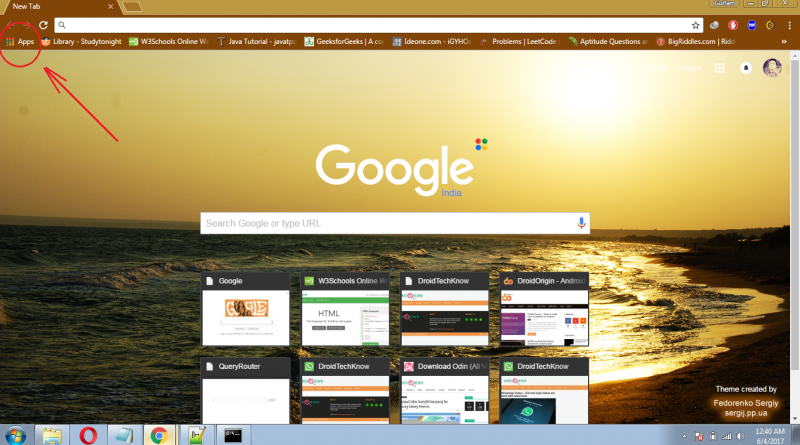 New Tab
Gulfam
Apps
Library - Studytonight
W3Schools Online We
Java Tutorial - javatp
GeeksforGeeks | A co
Ideone.com - iGYHO
Problems | LeetCode
Aptitude Questions an
BigRiddles.com | Ridd
Google
India
Search Google or type URL
Google
W3Schools Online We
DroidTechKnow
DroidOrigin - Android
HTML
QueryRouter
DroidTechKnow
Download Odin (All V
DroidTechKnow
Theme created by
Fedorenko Sergiy
sergij.pp.ua
12:40 AM
6/4/2017